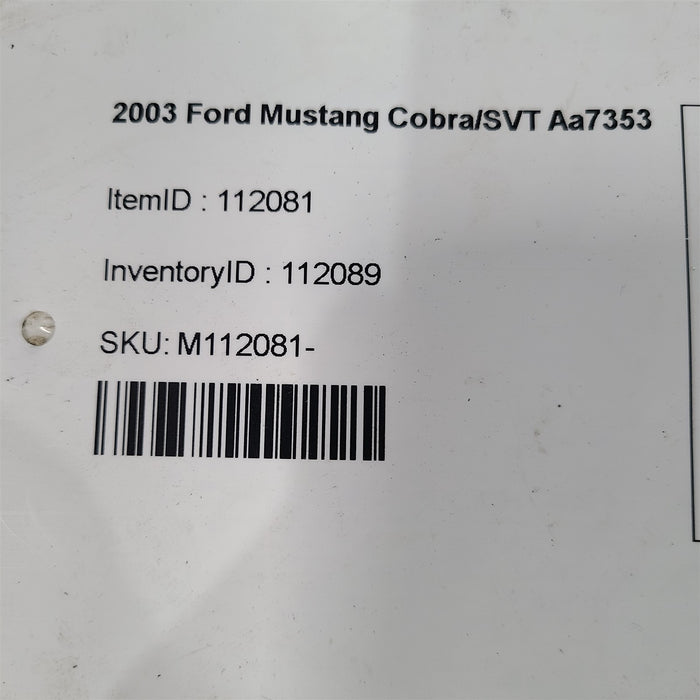 2003 Ford Mustang Cobra/SVT Aa7353
ItemID : 112081
InventoryID : 112089
SKU: M112081-